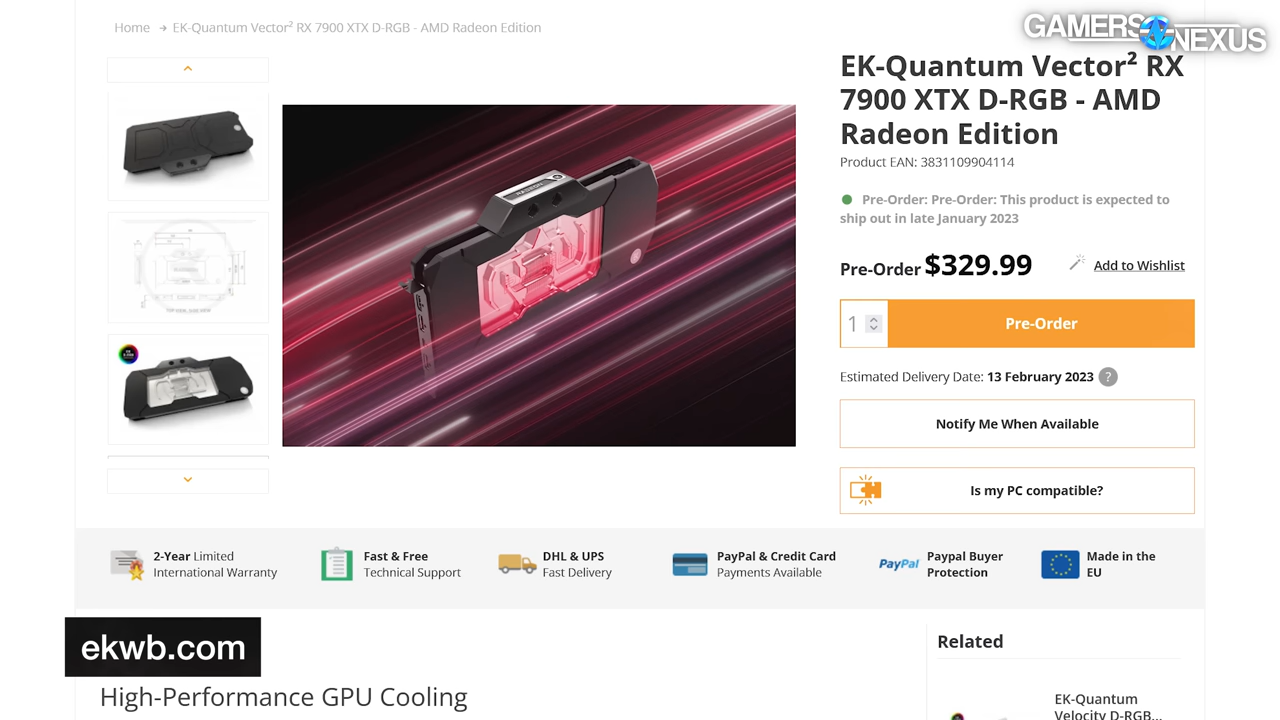 GAMERS NEXUS
Home → EK-Quantum Vector² RX 7900 XTX D-RGB - AMD Radeon Edition
EK-Quantum Vector² RX
7900 XTX D-RGB - AMD
Radeon Edition
Product EAN: 3831109904114
Pre-Order: Pre-Order: This product is expected to
ship out in late January 2023
Pre-Order $329.99
Add to Wishlist
1
Pre-Order
Estimated Delivery Date: 13 February 2023 ?
Notify Me When Available
Is my PC compatible?
RADEON
2-Year Limited
International Warranty
Fast & Free
Technical Support
DHL & UPS
Fast Delivery
PayPal & Credit Card
Payments Available
PayPal
Paypal Buyer
Protection
Made in the
EU
ekwb.com
High-Performance GPU Cooling
Related
EK-Quantum
Velocity D-RGB...